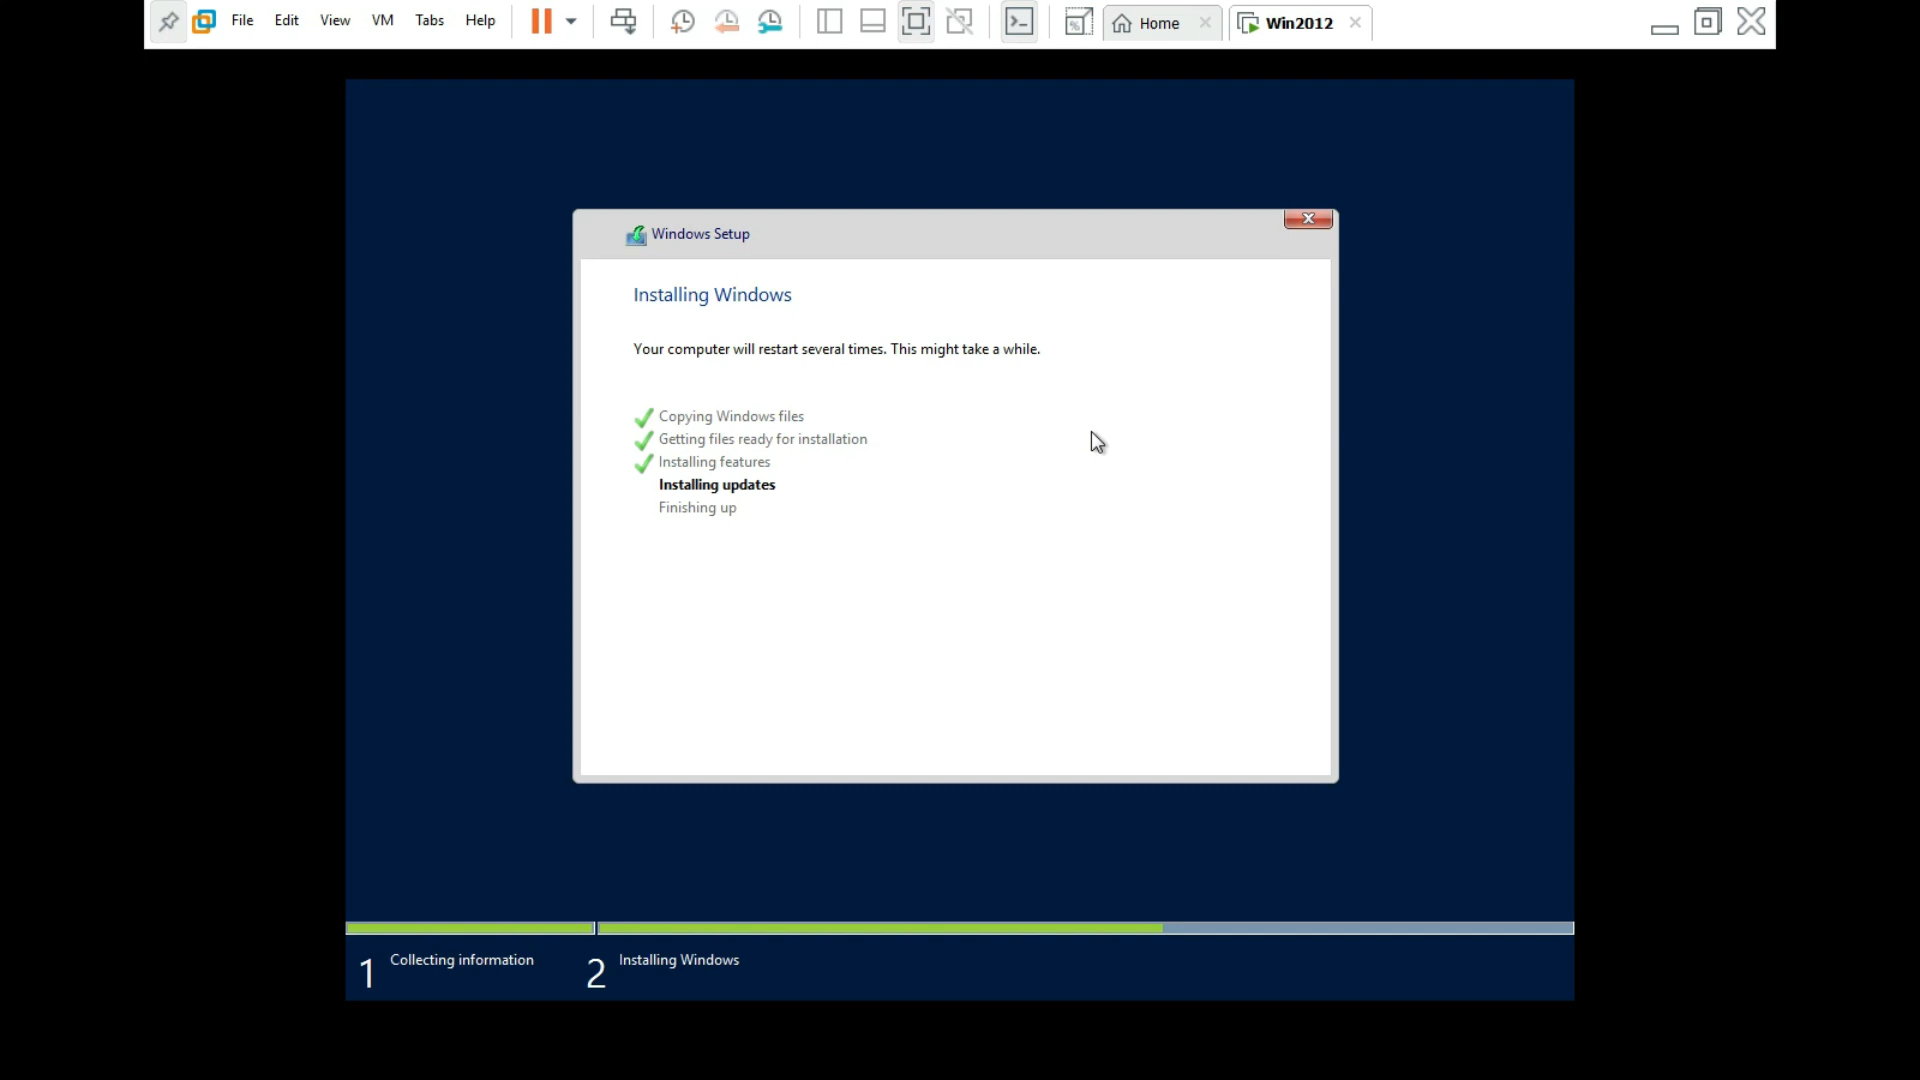 File Edit View VM Tabs Help Home Win2012
Windows Setup
Installing Windows
Your computer will restart several times. This might take a while.
Copying Windows files
Getting files ready for installation
Installing features
Installing updates
Finishing up
1 Collecting information 2 Installing Windows